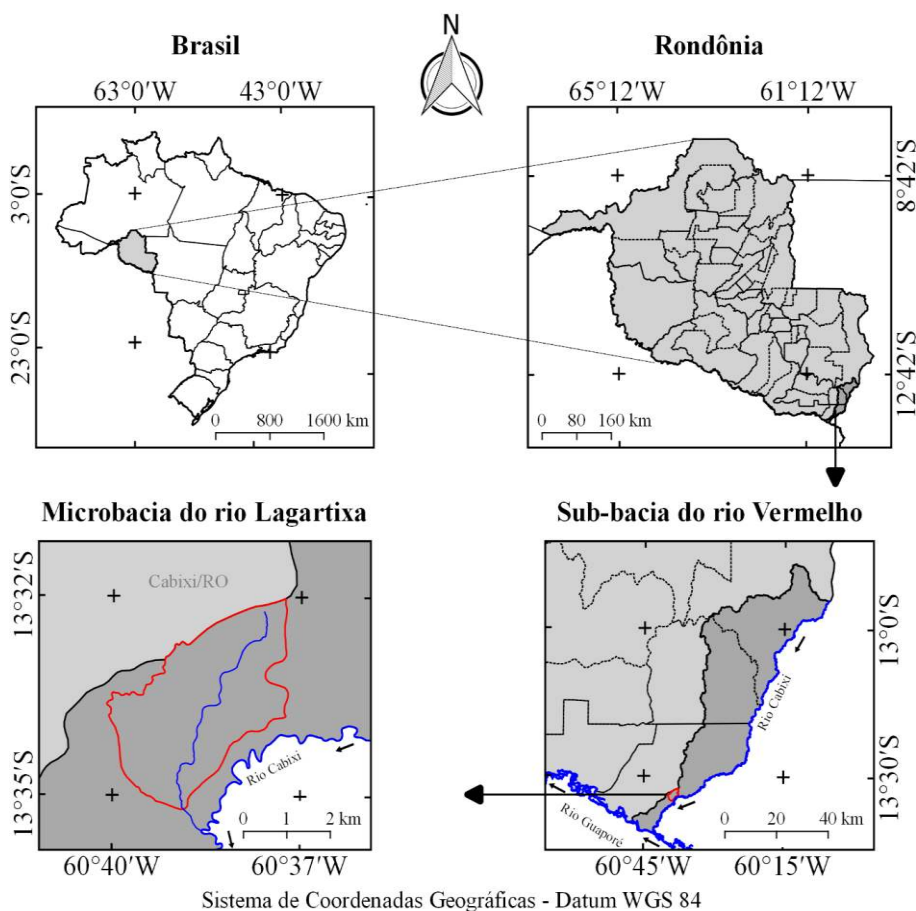 N
Brasil
Rondônia
63°0'W 43°0'W
65°12'W 61°12'W
3°0'S
23°0'S
8°42'S
12°42'S
0 800 1600 km
0 80 160 km
Microbacia do rio Lagartixa
Sub-bacia do rio Vermelho
Cabixi/RO
13°32'S
13°35'S
Rio Cabixi
0 1 2 km
60°40'W 60°37'W
13°0'S
13°30'S
Rio Cabixi
Rio Guaporé
0 20 40 km
60°45'W 60°15'W
Sistema de Coordenadas Geográficas - Datum WGS 84